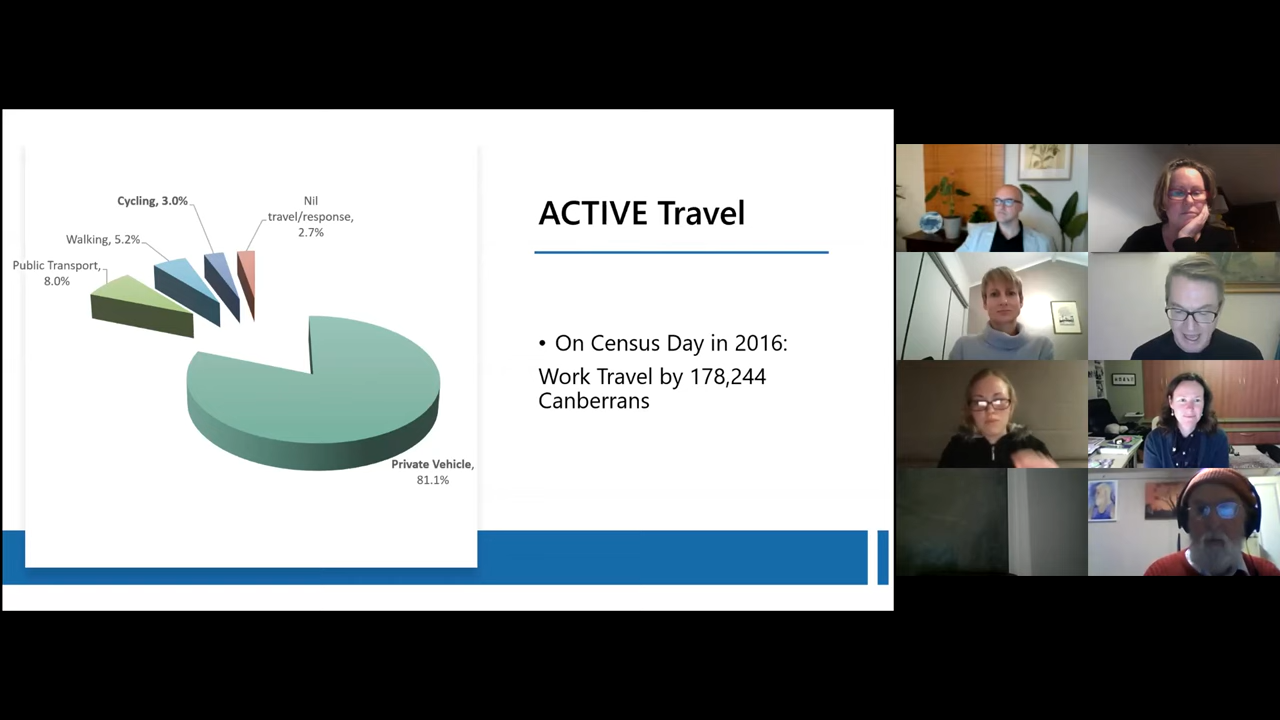 Cycling, 3.0%
Nil
travel/response,
2.7%
Walking, 5.2%
Public Transport,
8.0%
Private Vehicle,
81.1%
ACTIVE Travel
• On Census Day in 2016:
Work Travel by 178,244
Canberrans